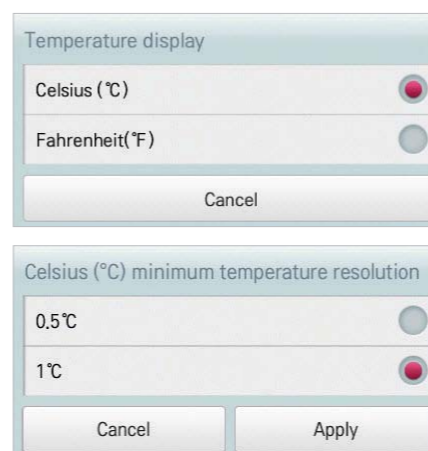 Temperature display
Celsius (℃)
Fahrenheit(℉)
Cancel
Celsius (°C) minimum temperature resolution
0.5℃
1℃
Cancel Apply